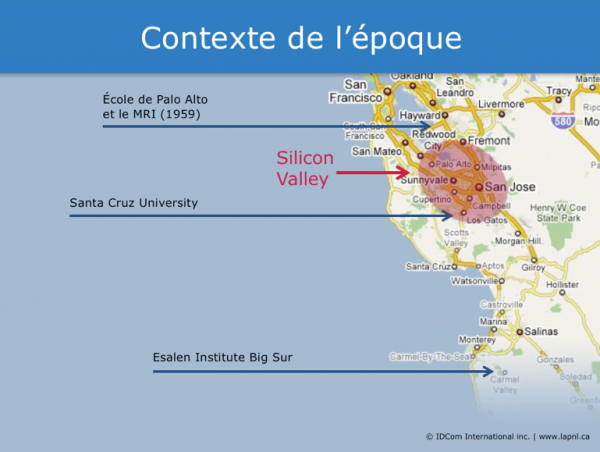 Contexte de l'époque
École de Palo Alto
et le MRI (1959)
Silicon
Valley
Santa Cruz University
Esalen Institute Big Sur
San
Francisco
Oakland
San
Leandro
Hayward
Livermore
Tracy
580
South San
Francisco
San Mateo
Redwood
City
Fremont
Palo Alto
Milpitas
Sunnyvale
San Jose
Cupertino
Campbell
Los Gatos
Henry W Coe
State Park
Scotts
Valley
Morgan Hill
Santa Cruz
Aptos
Gilroy
Watsonville
Hollister
Castroville
Marina
Salinas
Monterey
Carmel-By-The-Sea
Carmel
Valley
Gonzales
Soledad
Greenfield
© IDCom International inc. | www.lapnl.ca